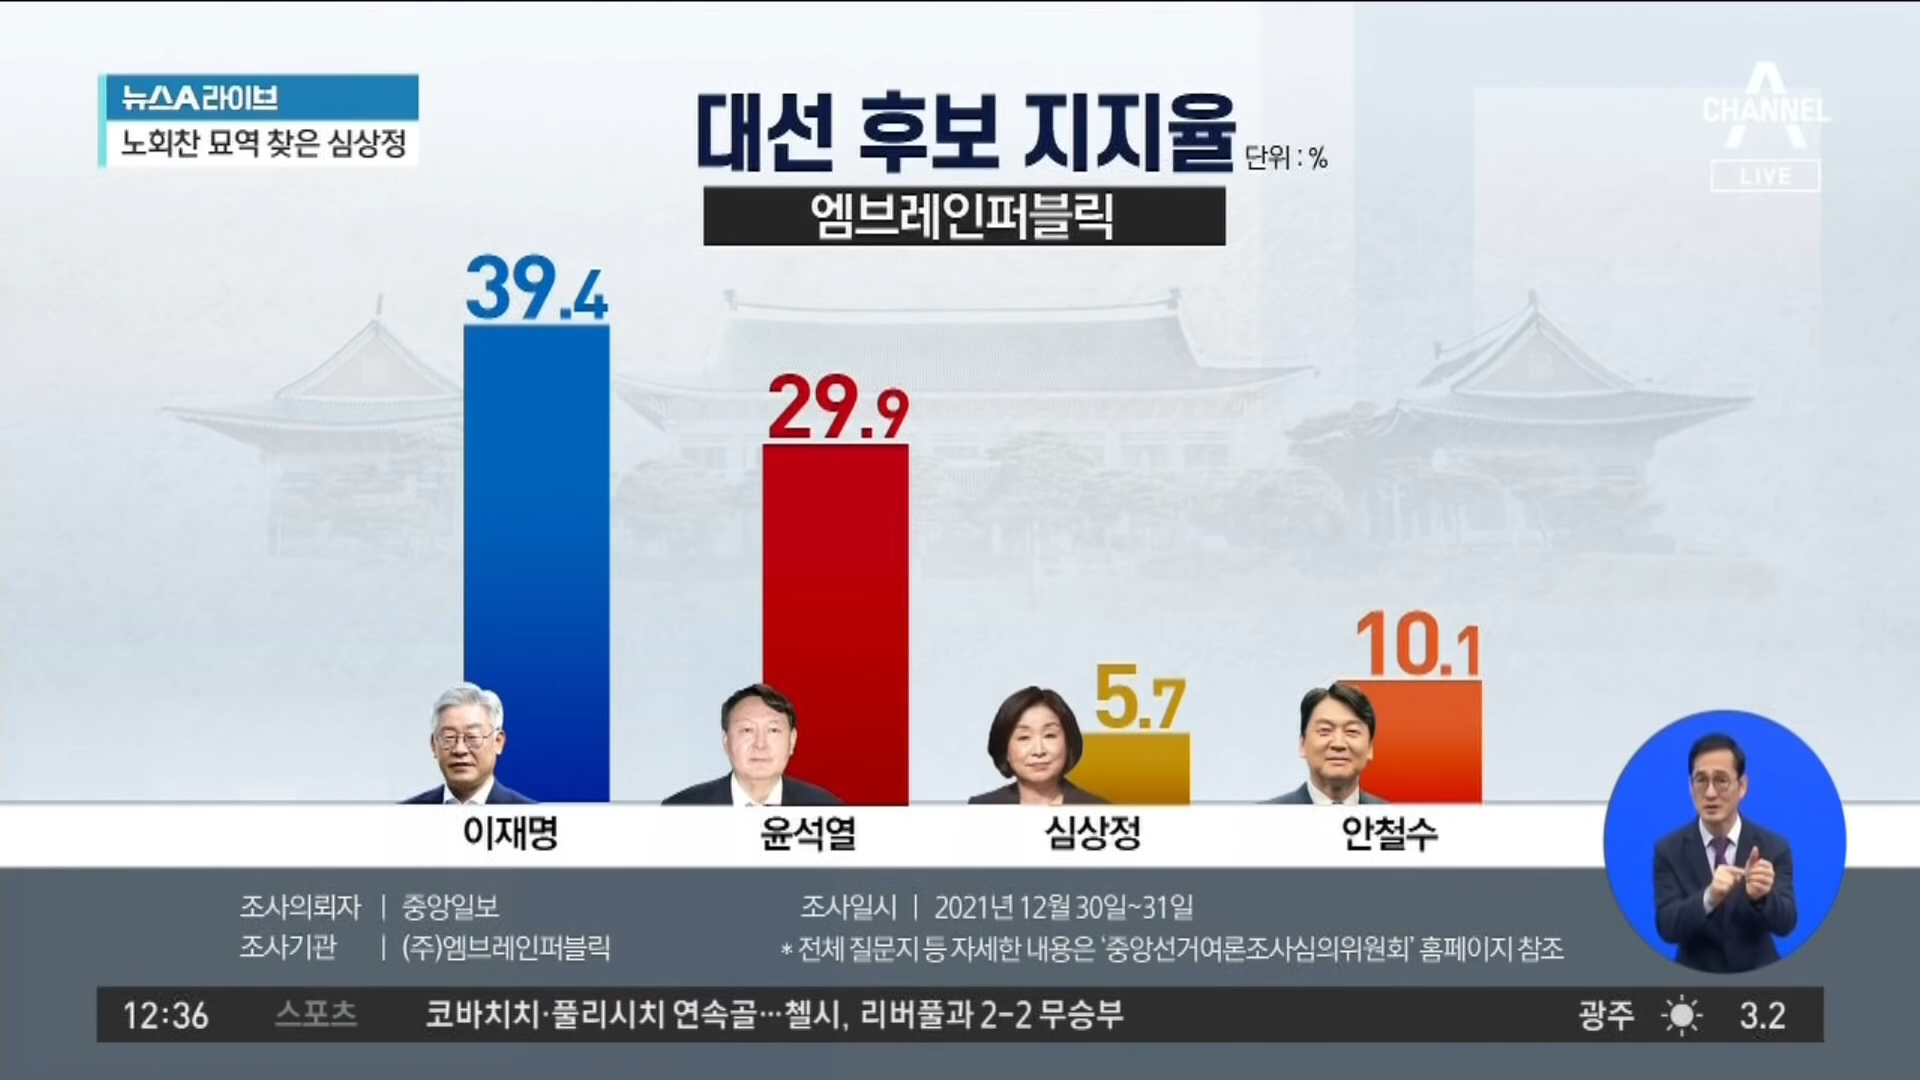 뉴스A라이브
노회찬 묘역 찾은 심상정
대선 후보 지지율 단위 : %
엠브레인퍼블릭
CHANNEL A
LIVE
39.4
29.9
5.7
10.1
이재명
윤석열
심상정
안철수
조사의뢰자 | 중앙일보
조사기관 | (주)엠브레인퍼블릭
조사일시 | 2021년 12월 30일~31일
* 전체 질문지 등 자세한 내용은 '중앙선거여론조사심의위원회' 홈페이지 참조
12:36 스포츠 코바치치·풀리시치 연속골…첼시, 리버풀과 2-2 무승부 광주 3.2